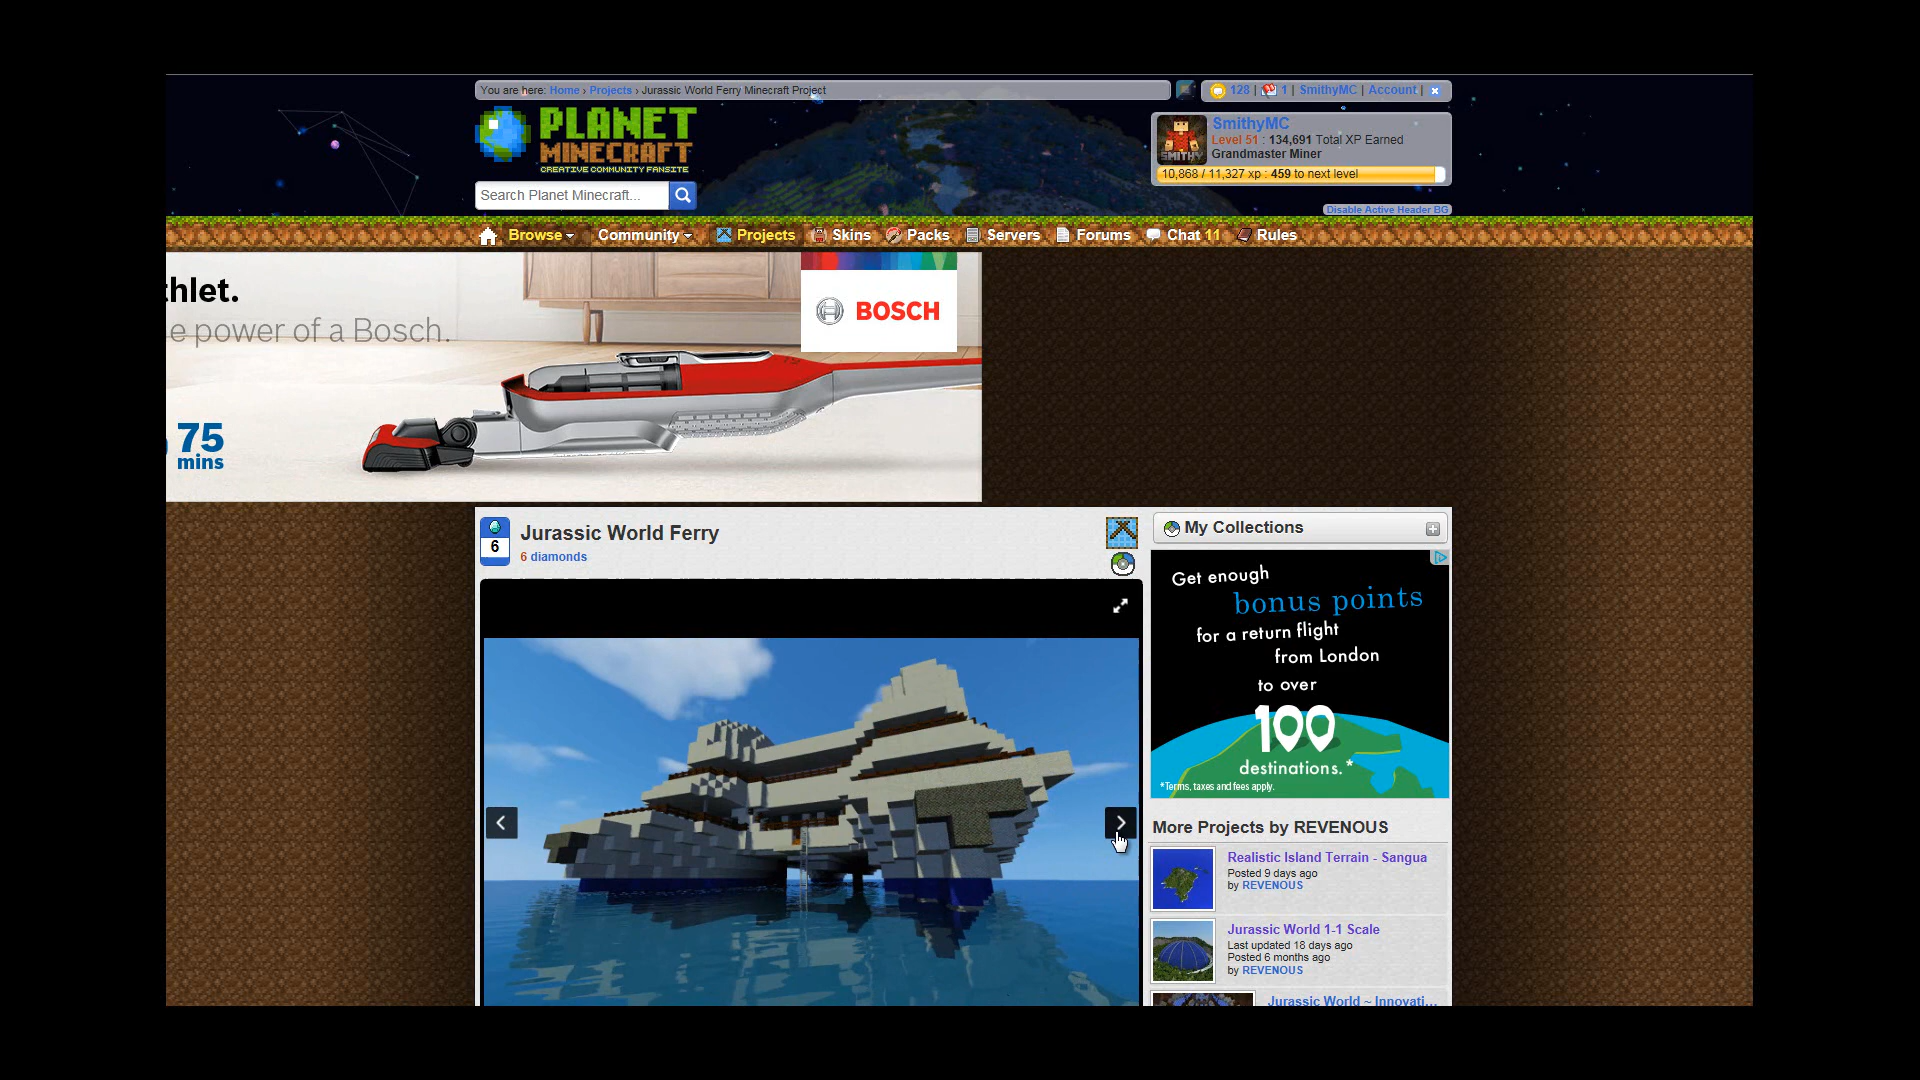 You are here: Home › Projects › Jurassic World Ferry Minecraft Project
128 | 1 | SmithyMC | Account |
PLANET
MINECRAFT
CREATIVE COMMUNITY FANSITE
SmithyMC
Level 51 : 134,691 Total XP Earned
Grandmaster Miner
SMITHY
10,868 / 11,327 xp : 459 to next level
Search Planet Minecraft...
Disable Active Header BG
Browse Community Projects Skins Packs Servers Forums Chat 11 Rules
hlet.
e power of a Bosch.
BOSCH
75
mins
6
Jurassic World Ferry
6 diamonds
My Collections
Get enough
bonus points
for a return flight
from London
to over
100
destinations.*
*Terms, taxes and fees apply.
More Projects by REVENOUS
Realistic Island Terrain - Sangua
Posted 9 days ago
by REVENOUS
Jurassic World 1-1 Scale
Last updated 18 days ago
Posted 6 months ago
by REVENOUS
Jurassic World ~ Innovati...